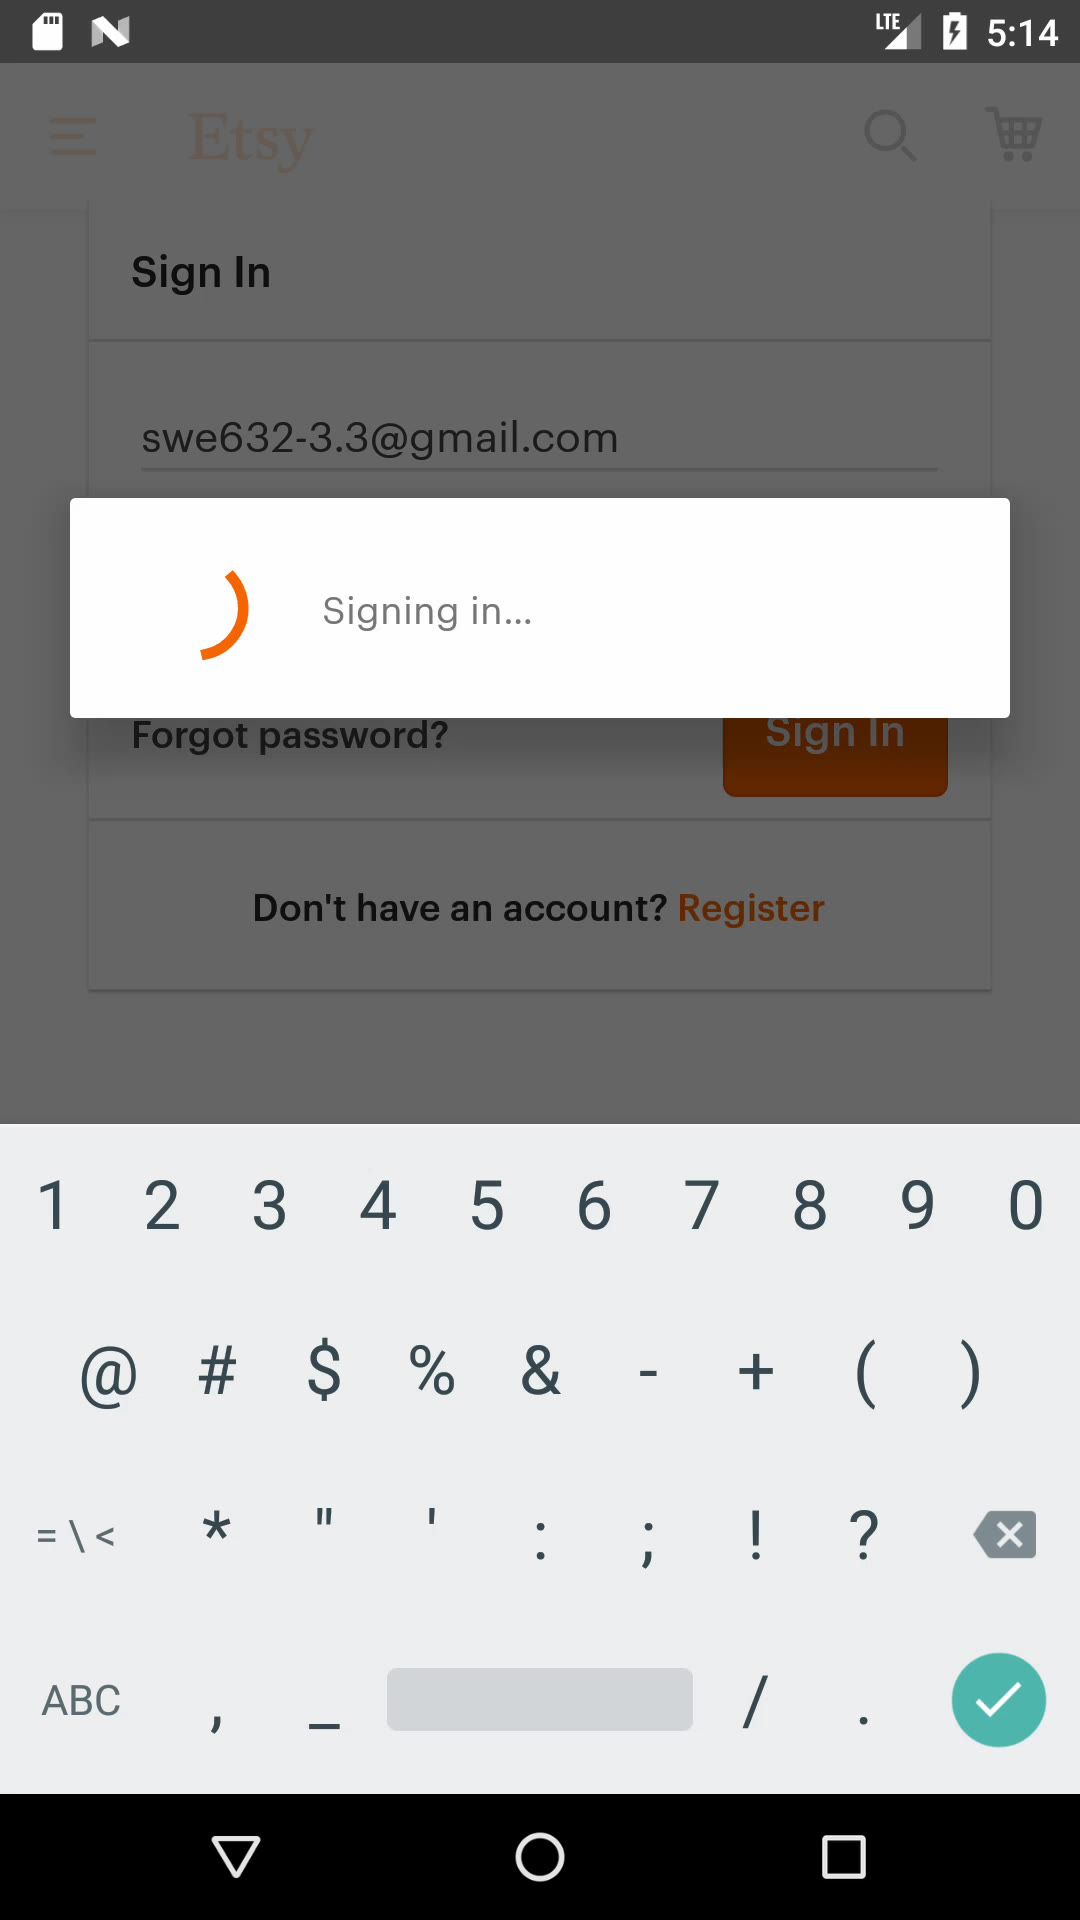 LTE 5:14
Etsy
Sign In
swe632-3.3@gmail.com
Signing in...
Forgot password? Sign In
Don't have an account? Register
1 2 3 4 5 6 7 8 9 0
@ # $ % & - + ( )
= \ < * " ' : ; ! ?
ABC , _ / .